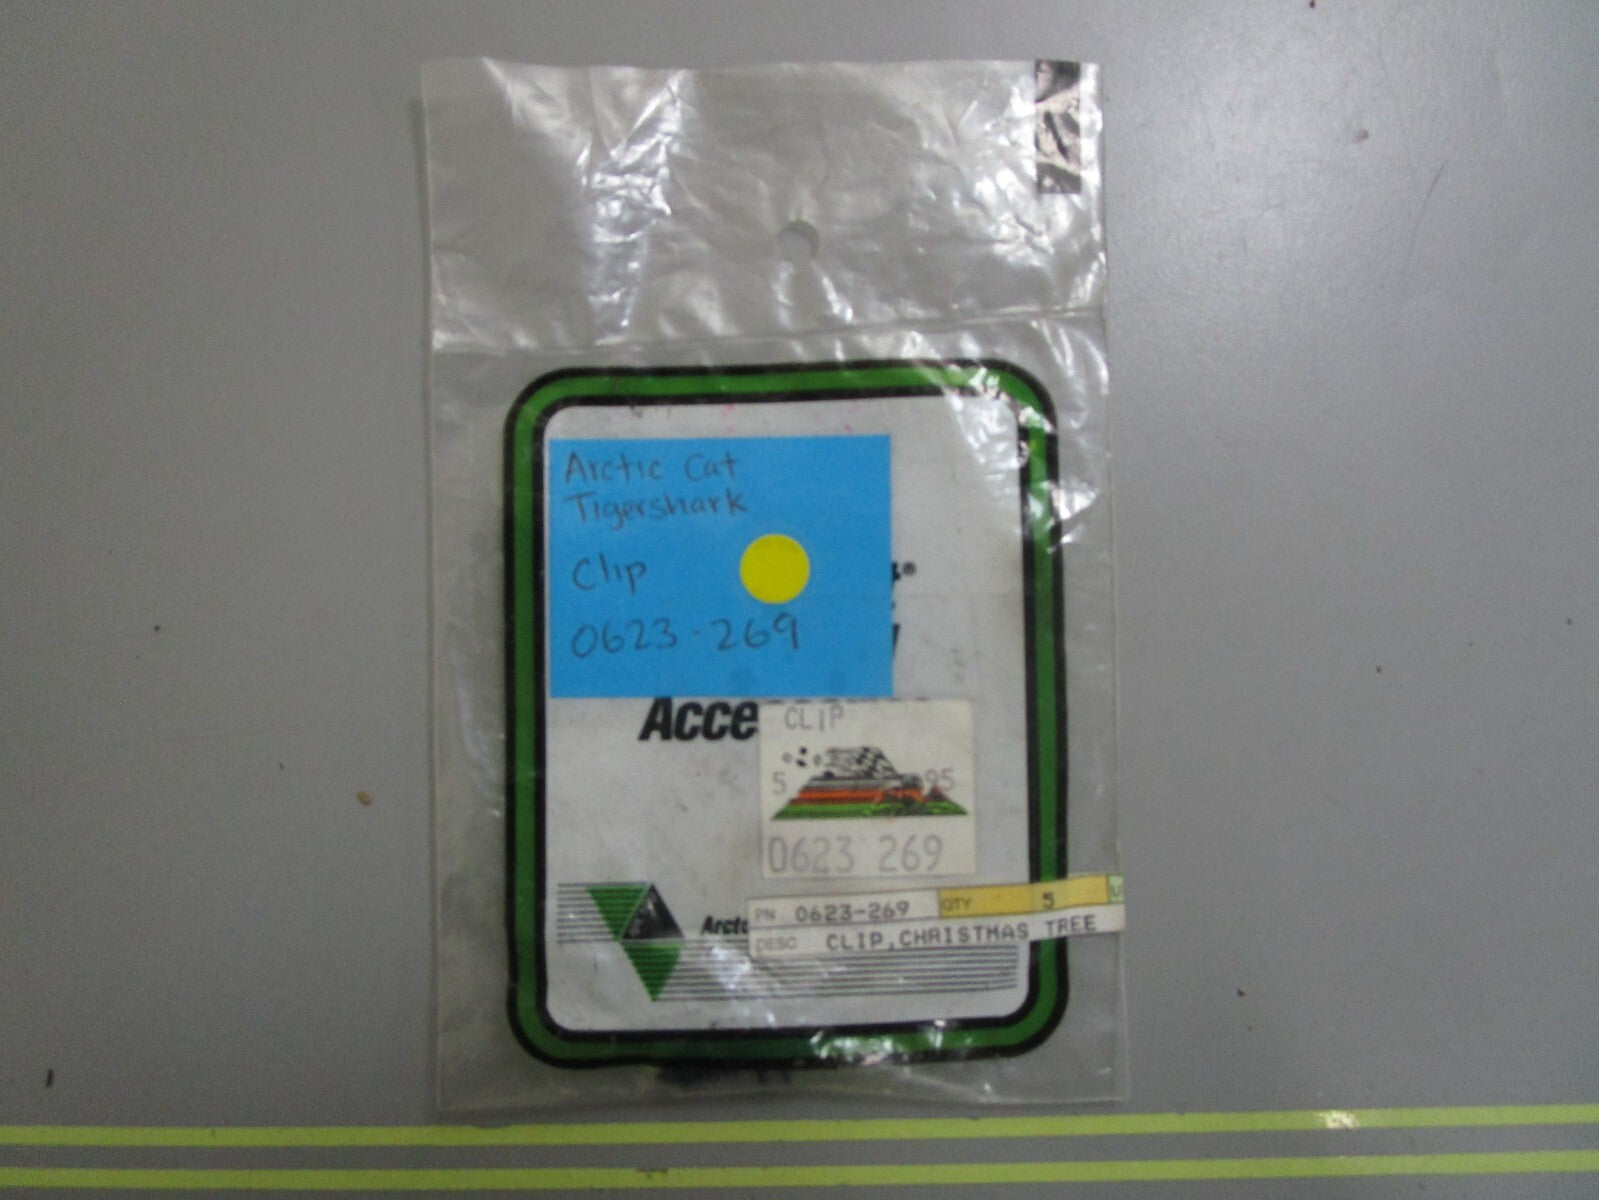 Arctic Cat
Tigershark
Clip
0623-269
Acce
CLIP
5 95
0623 269
PN 0623-269 QTY 5
DESC CLIP, CHRISTMAS TREE
Arctc